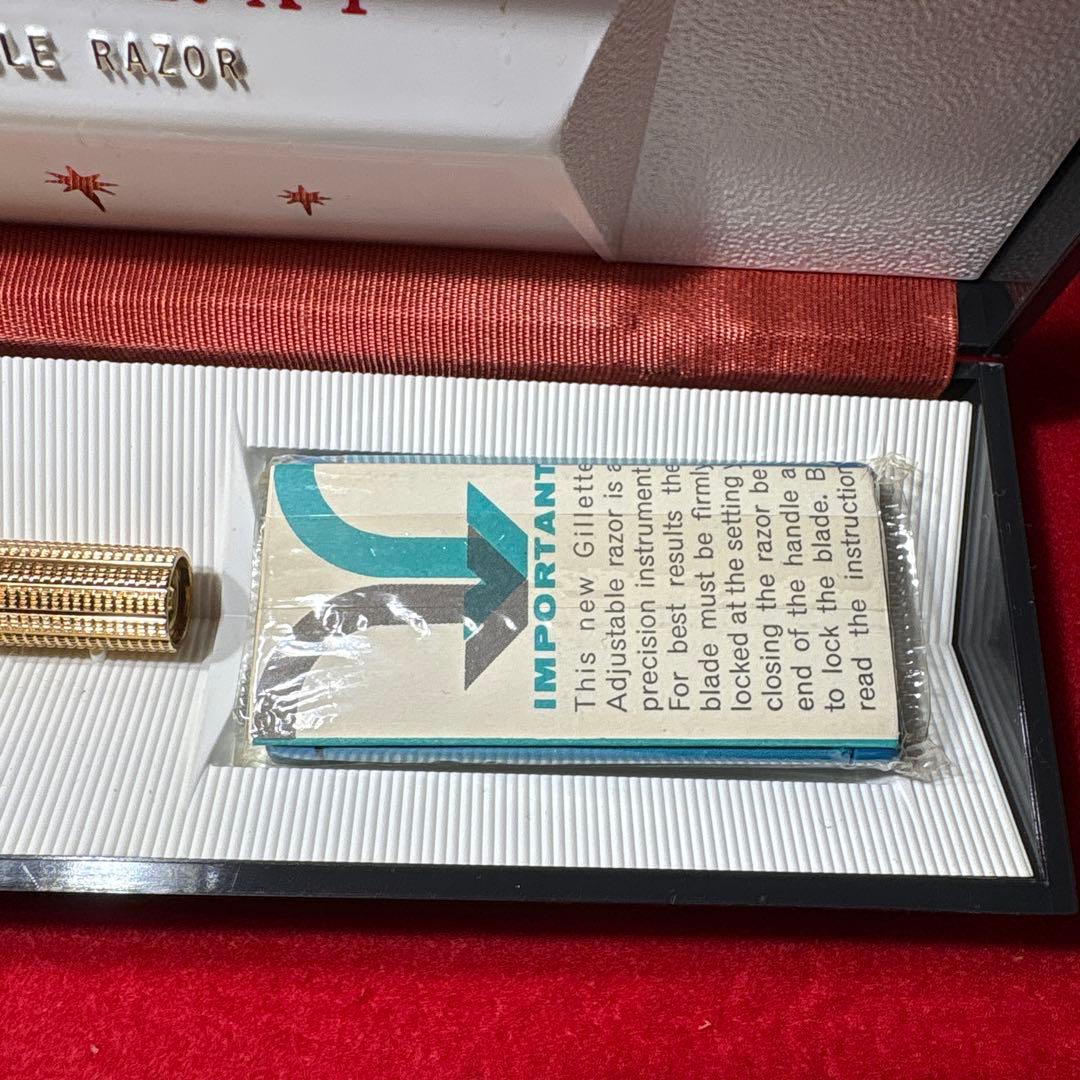 LE RAZOR
IMPORTANT
This new Gillette
Adjustable razor is a
precision instrument
For best results the
blade must be firmly
locked at the setting
closing the razor be
end of the handle a
to lock the blade. B
read the instruction